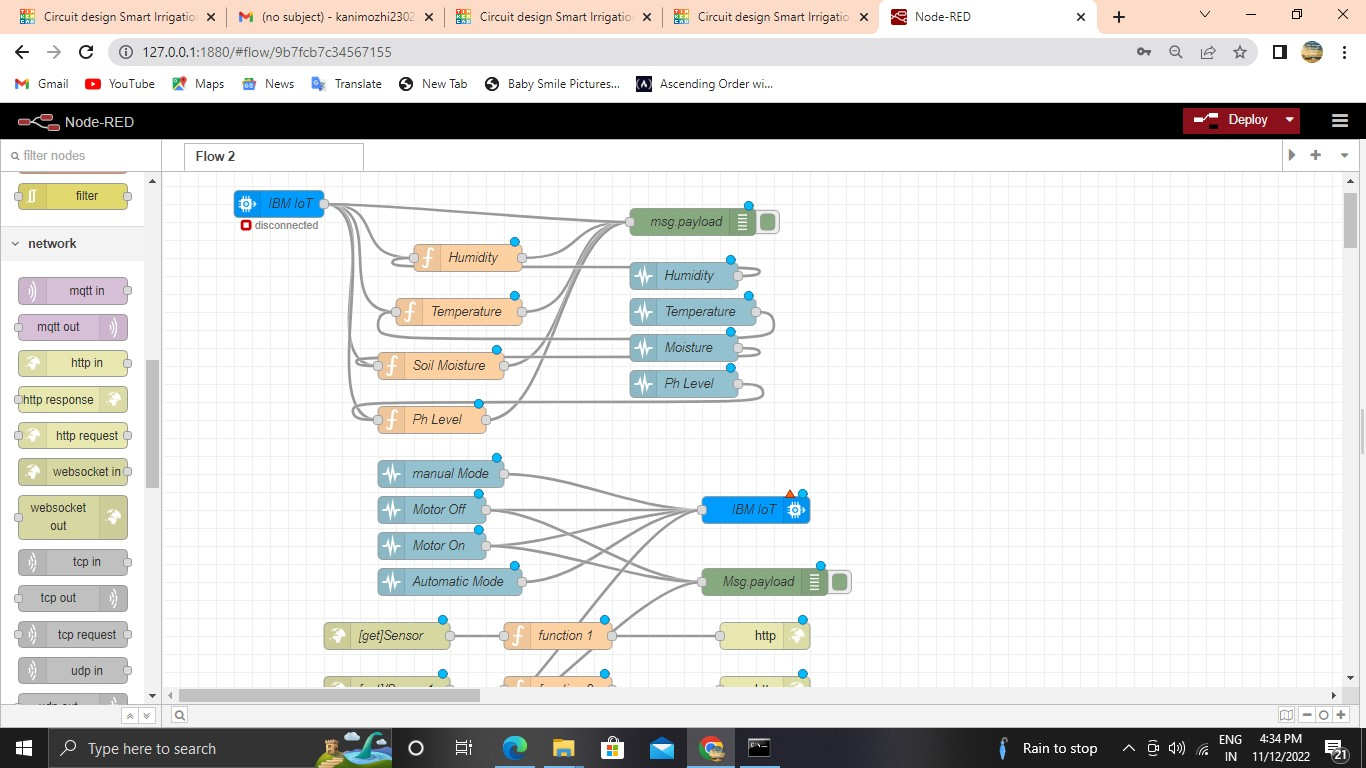 Circuit design Smart Irrigatio
(no subject) - kanimozhi2302
Circuit design Smart Irrigatio
Circuit design Smart Irrigatio
Node-RED
127.0.0.1:1880/#flow/9b7fcb7c34567155
Gmail
YouTube
Maps
News
Translate
New Tab
Baby Smile Pictures...
Ascending Order wi...
Node-RED
Deploy
filter nodes
Flow 2
filter
network
mqtt in
mqtt out
http in
http response
http request
websocket in
websocket
out
tcp in
tcp out
tcp request
udp in
IBM IoT
disconnected
msg.payload
Humidity
Humidity
Temperature
Temperature
Moisture
Soil Moisture
Ph Level
Ph Level
manual Mode
Motor Off
IBM IoT
Motor On
Automatic Mode
Msg.payload
[get]Sensor
function 1
http
Type here to search
Rain to stop
ENG
IN
4:34 PM
11/12/2022
21